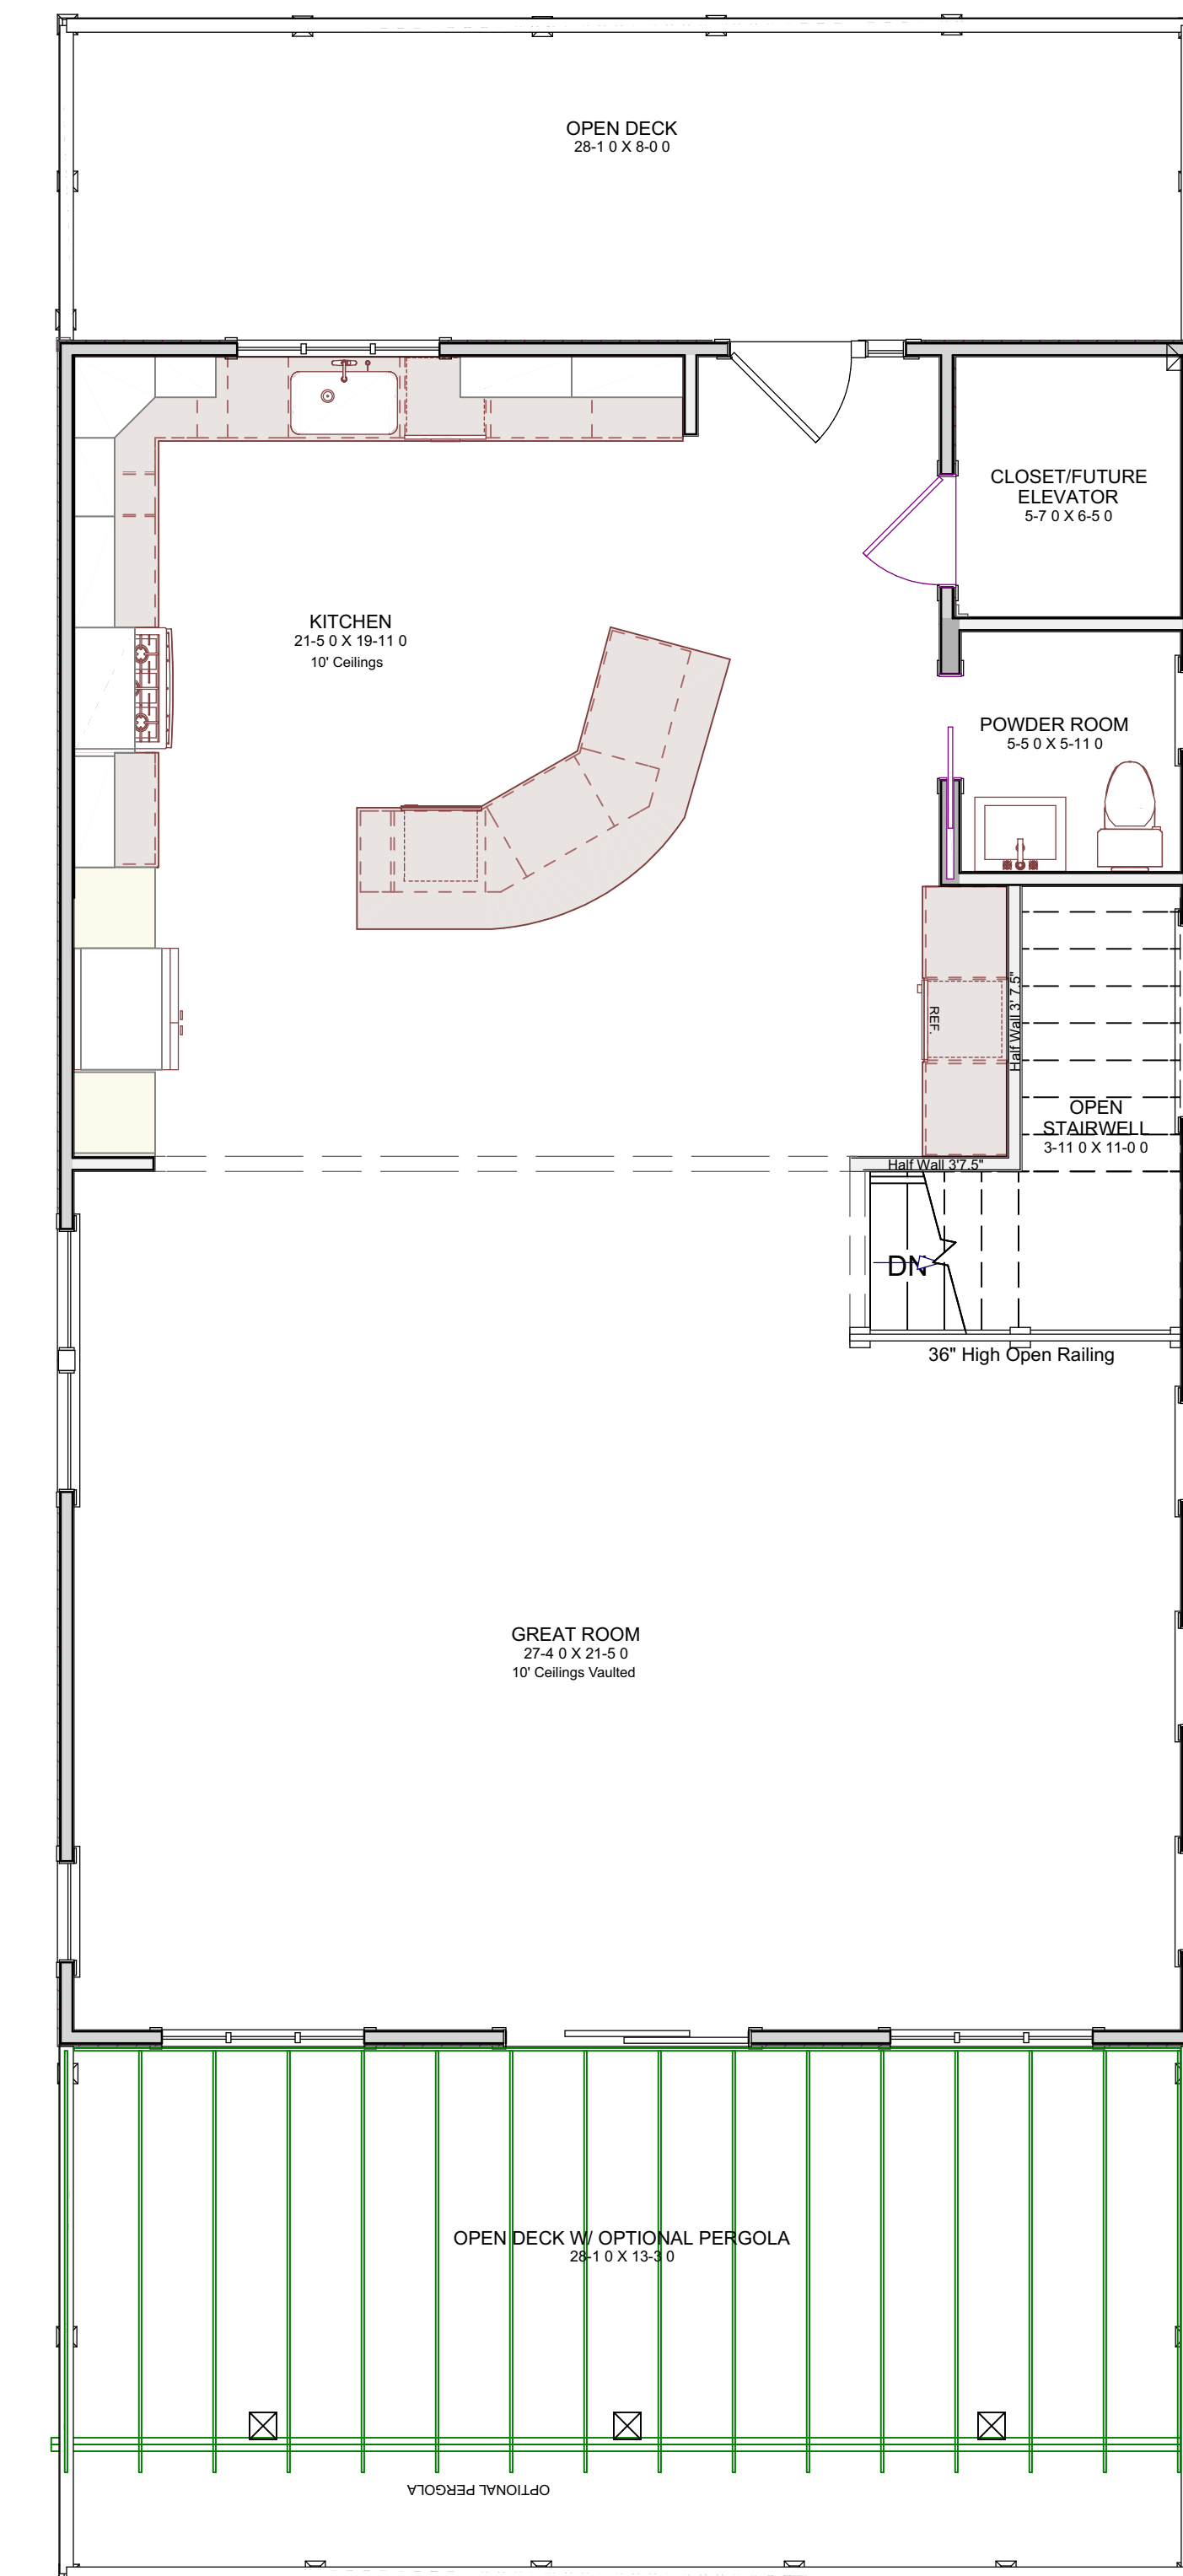 OPEN DECK
28-1 0 X 8-0 0
CLOSET/FUTURE
ELEVATOR
5-7 0 X 6-5 0
KITCHEN
21-5 0 X 19-11 0
10' Ceilings
POWDER ROOM
5-5 0 X 5-11 0
REF.
Half Wall 3' 7.5"
OPEN
STAIRWELL
3-11 0 X 11-0 0
Half Wall 3'7.5"
DN
36" High Open Railing
GREAT ROOM
27-4 0 X 21-5 0
10' Ceilings Vaulted
OPEN DECK W/ OPTIONAL PERGOLA
28-1 0 X 13-3 0
OPTIONAL PERGOLA